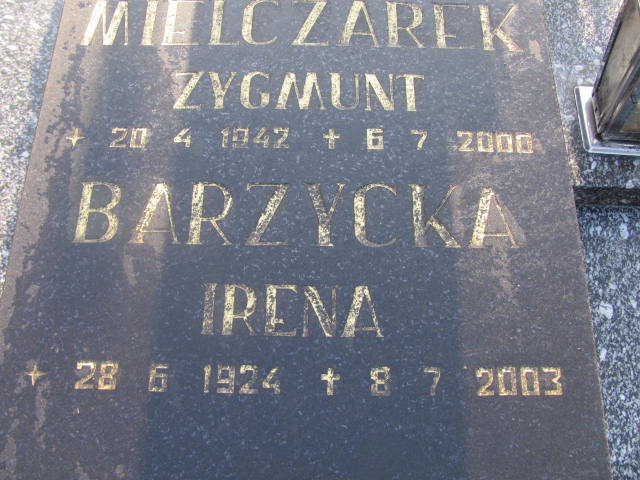 MIELCZAREK
ZYGMUNT
+ 20 4 1942 + 6 7 2000
BARZYCKA
IRENA
+ 28 6 1924 + 8 7 2003